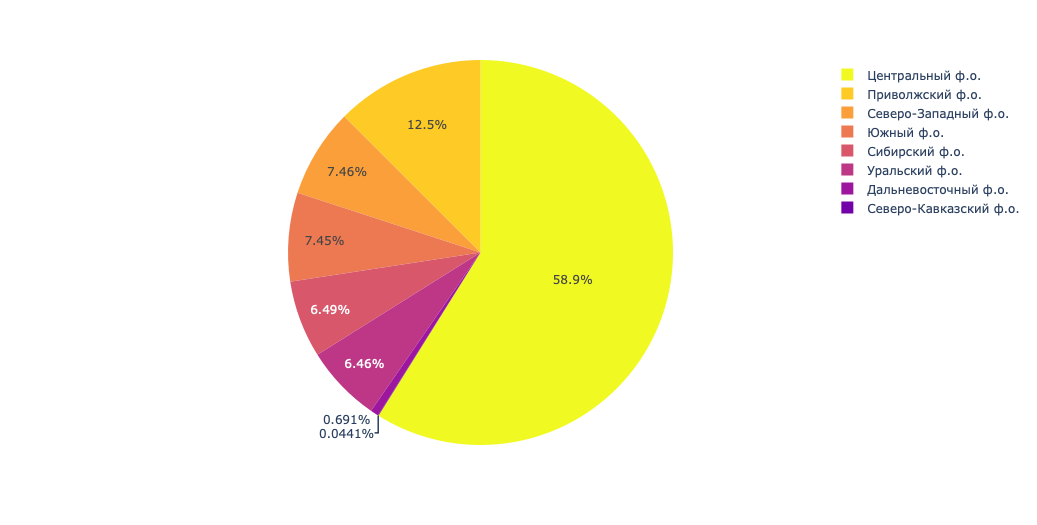 12.5%
7.46%
7.45%
6.49%
6.46%
0.691%
0.0441%
58.9%
Центральный ф.о.
Приволжский ф.о.
Северо-Западный ф.о.
Южный ф.о.
Сибирский ф.о.
Уральский ф.о.
Дальневосточный ф.о.
Северо-Кавказский ф.о.